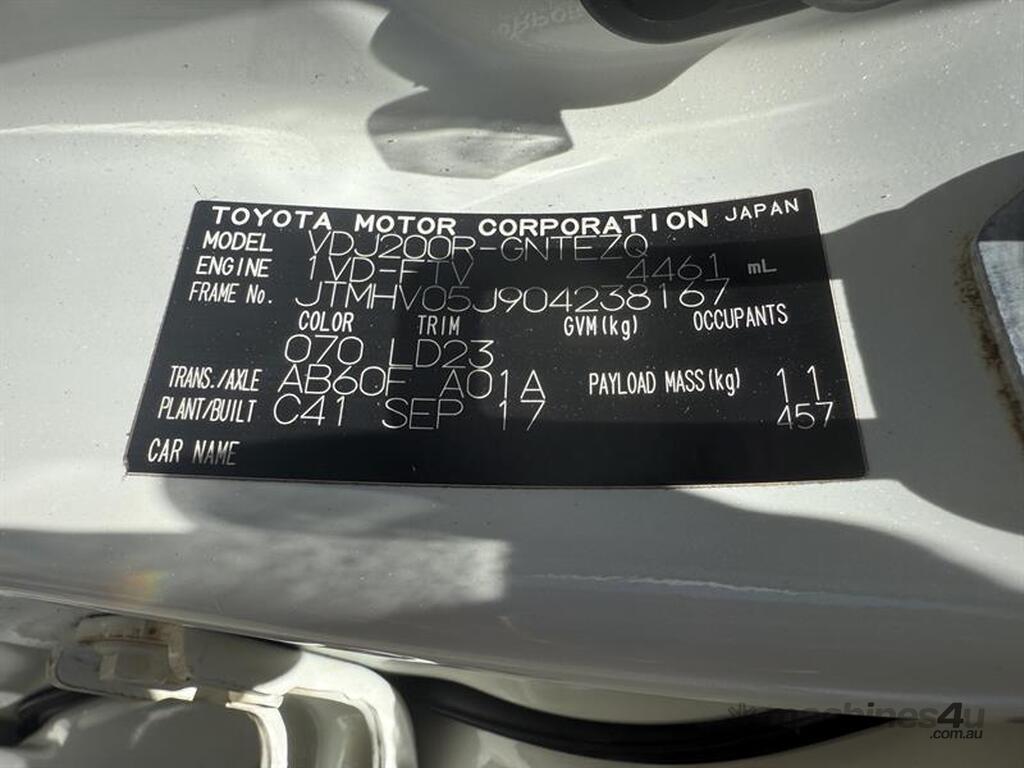 TOYOTA MOTOR CORPORATION JAPAN
MODEL VDJ200R-GNTEZQ
ENGINE 1VD-FTV 4461 mL
FRAME No. JTMHV05J904238167
COLOR TRIM GVM(kg) OCCUPANTS
070 LD23
TRANS./AXLE AB60F A01A PAYLOAD MASS(kg) 11
PLANT/BUILT C41 SEP 17 457
CAR NAME
machines4u
.com.au